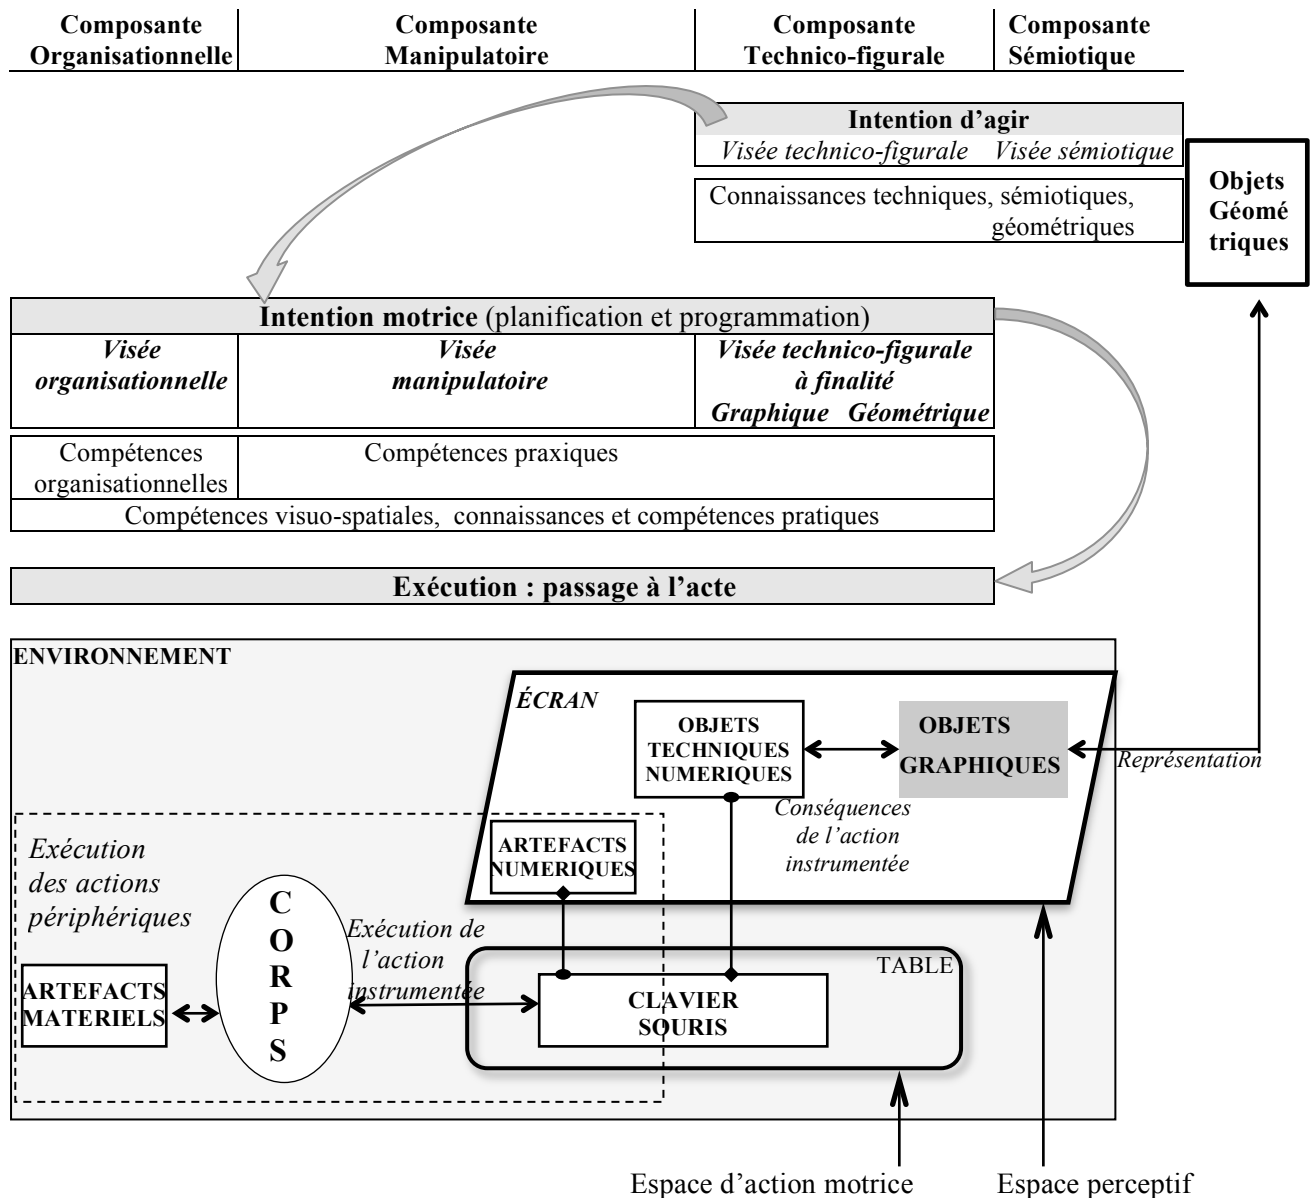 Composante
Organisationnelle
Composante
Manipulatoire
Composante
Technico-figurale
Composante
Sémiotique
Intention d’agir
Visée technico-figurale Visée sémiotique
Connaissances techniques, sémiotiques,
géométriques
Objets
Géomé
triques
Intention motrice (planification et programmation)
Visée
organisationnelle
Visée
manipulatoire
Visée technico-figurale
à finalité
Graphique Géométrique
Compétences
organisationnelles
Compétences praxiques
Compétences visuo-spatiales, connaissances et compétences pratiques
Exécution : passage à l’acte
ENVIRONNEMENT
ÉCRAN
OBJETS
TECHNIQUES
NUMERIQUES
OBJETS
GRAPHIQUES
Représentation
Conséquences
de l’action
instrumentée
ARTEFACTS
NUMERIQUES
Exécution
des actions
périphériques
C
O
R
P
S
Exécution de
l’action
instrumentée
ARTEFACTS
MATERIELS
TABLE
CLAVIER
SOURIS
Espace d’action motrice
Espace perceptif